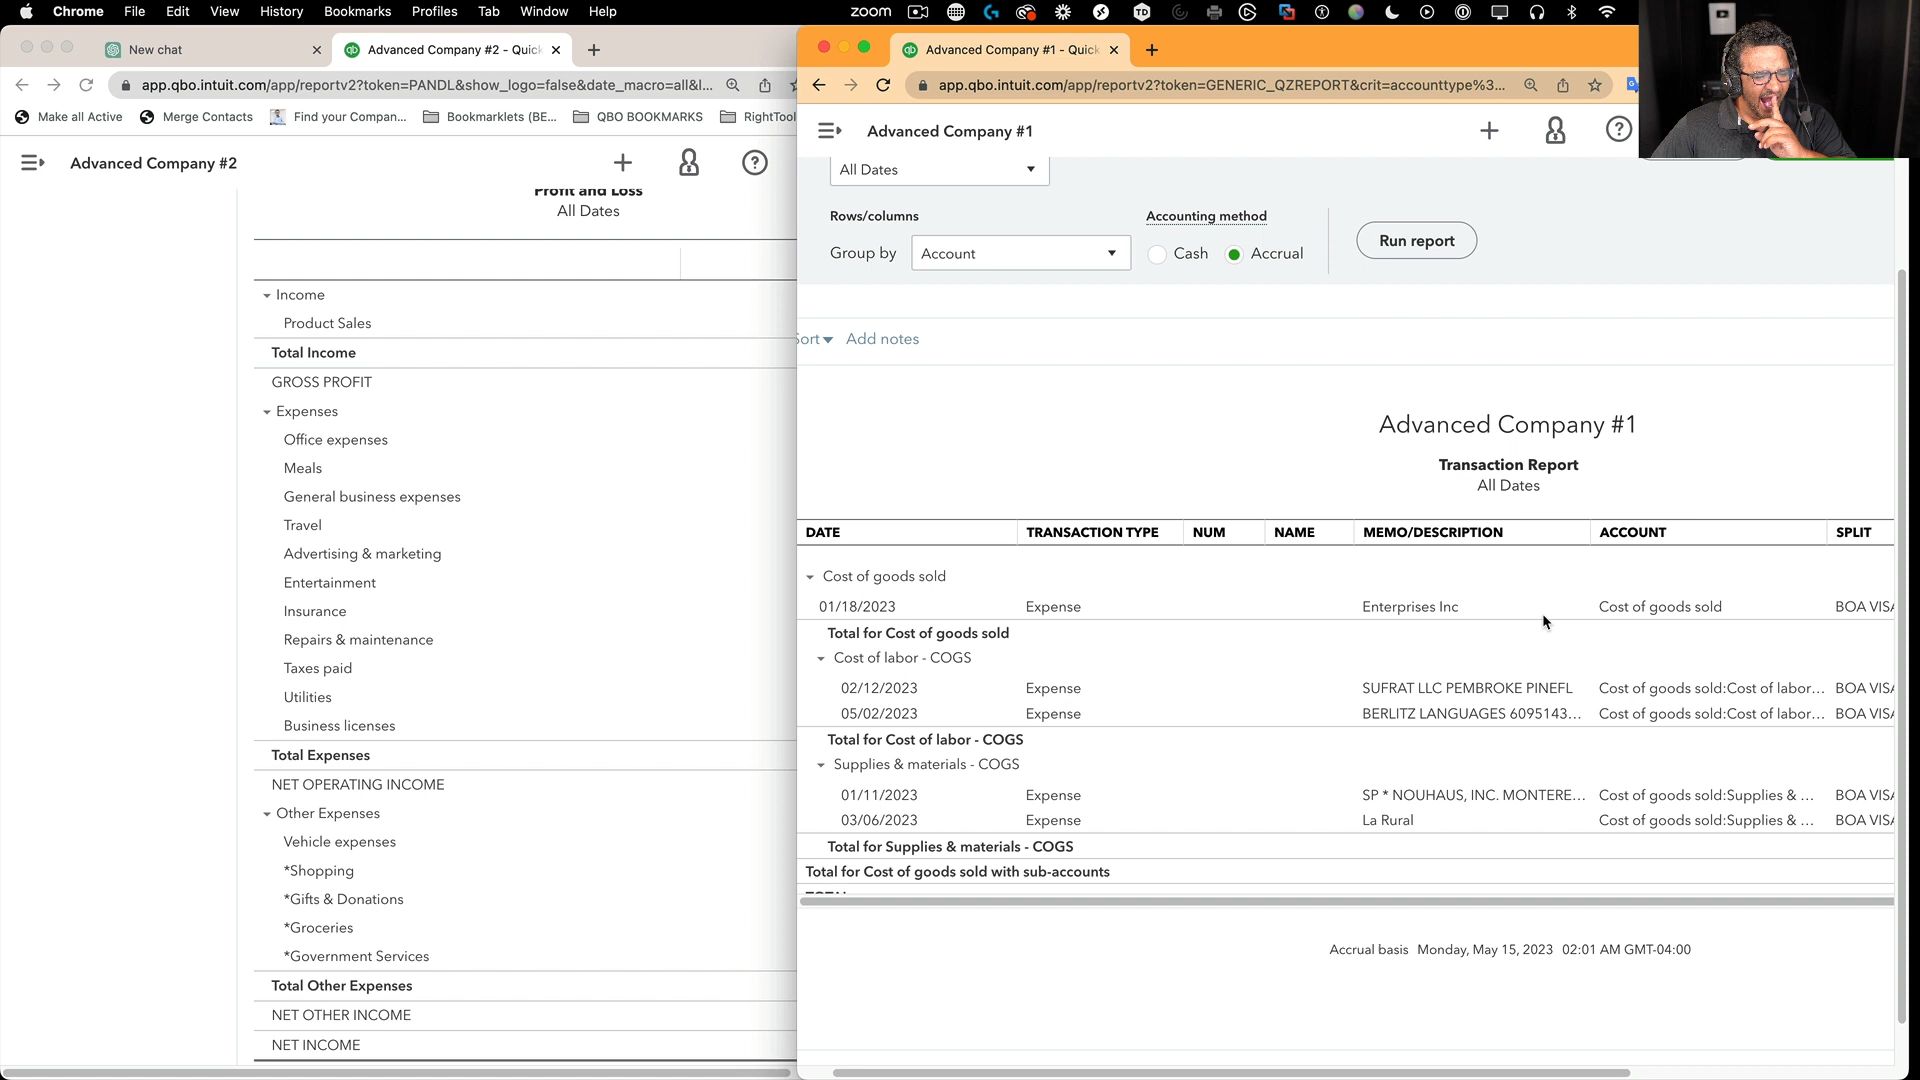 Chrome File Edit View History Bookmarks Profiles Tab Window Help
zoom
TD
New chat
Advanced Company #2 - Quick
app.qbo.intuit.com/app/reportv2?token=PANDL&show_logo=false&date_macro=all&l...
Make all Active
Merge Contacts
Find your Compan...
Bookmarklets (BE...
QBO BOOKMARKS
RightTool
Advanced Company #2
Profit and Loss
All Dates
Income
Product Sales
Total Income
GROSS PROFIT
Expenses
Office expenses
Meals
General business expenses
Travel
Advertising & marketing
Entertainment
Insurance
Repairs & maintenance
Taxes paid
Utilities
Business licenses
Total Expenses
NET OPERATING INCOME
Other Expenses
Vehicle expenses
*Shopping
*Gifts & Donations
*Groceries
*Government Services
Total Other Expenses
NET OTHER INCOME
NET INCOME
Advanced Company #1 - Quick
app.qbo.intuit.com/app/reportv2?token=GENERIC_QZREPORT&crit=accounttype%3...
Advanced Company #1
All Dates
Rows/columns Accounting method
Group by Account Cash Accrual Run report
Sort Add notes
Advanced Company #1
Transaction Report
All Dates
DATE TRANSACTION TYPE NUM NAME MEMO/DESCRIPTION ACCOUNT SPLIT
Cost of goods sold
01/18/2023 Expense Enterprises Inc Cost of goods sold BOA VISA
Total for Cost of goods sold
Cost of labor - COGS
02/12/2023 Expense SUFRAT LLC PEMBROKE PINEFL Cost of goods sold:Cost of labor... BOA VISA
05/02/2023 Expense BERLITZ LANGUAGES 6095143... Cost of goods sold:Cost of labor... BOA VISA
Total for Cost of labor - COGS
Supplies & materials - COGS
01/11/2023 Expense SP * NOUHAUS, INC. MONTERE... Cost of goods sold:Supplies & ... BOA VISA
03/06/2023 Expense La Rural Cost of goods sold:Supplies & ... BOA VISA
Total for Supplies & materials - COGS
Total for Cost of goods sold with sub-accounts
TOTAL
Accrual basis Monday, May 15, 2023 02:01 AM GMT-04:00